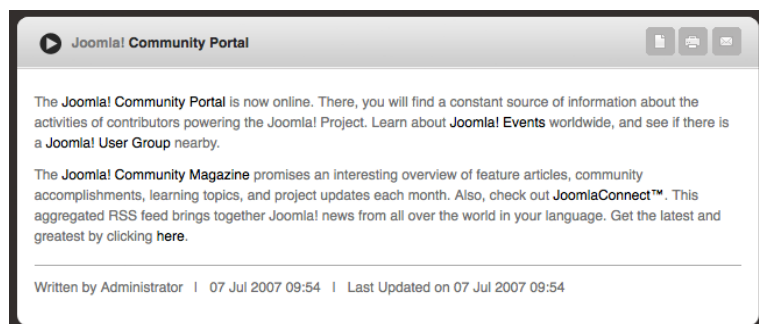 Joomla! Community Portal
The Joomla! Community Portal is now online. There, you will find a constant source of information about the
activities of contributors powering the Joomla! Project. Learn about Joomla! Events worldwide, and see if there is
a Joomla! User Group nearby.
The Joomla! Community Magazine promises an interesting overview of feature articles, community
accomplishments, learning topics, and project updates each month. Also, check out JoomlaConnect™. This
aggregated RSS feed brings together Joomla! news from all over the world in your language. Get the latest and
greatest by clicking here.
Written by Administrator | 07 Jul 2007 09:54 | Last Updated on 07 Jul 2007 09:54